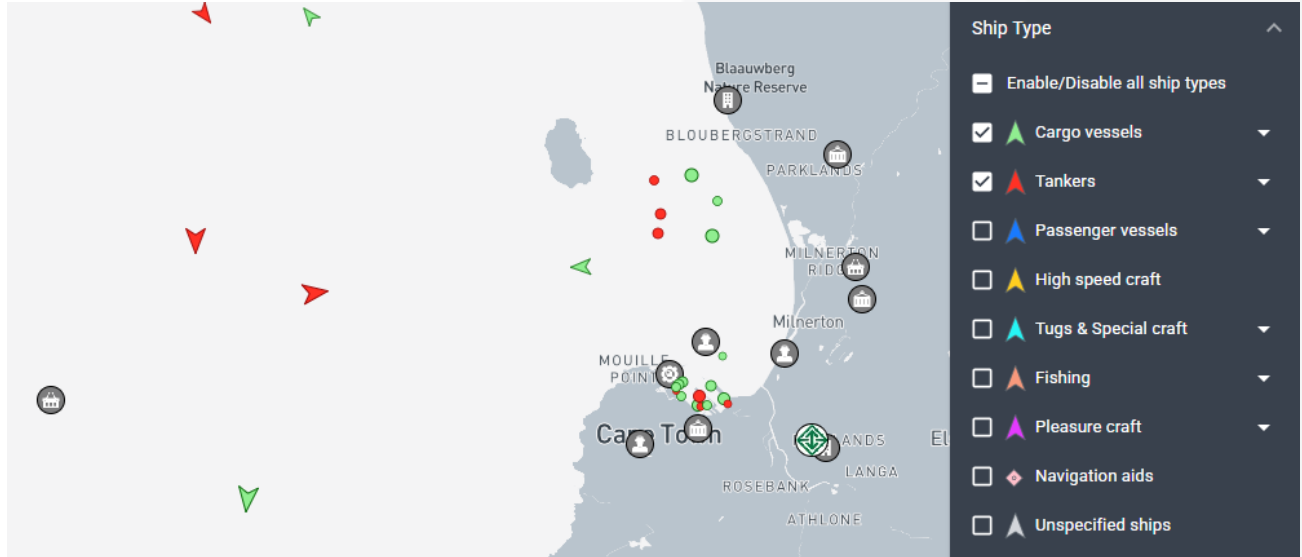 Blaauwberg
Nature Reserve
BLOUBERGSTRAND
PARKLANDS
MILNERTON
RIDG
Milnerton
MOUILLE
POINT
Cape Town
LANDS
El
LANGA
ROSEBANK
ATHLONE
Ship Type
Enable/Disable all ship types
Cargo vessels
Tankers
Passenger vessels
High speed craft
Tugs & Special craft
Fishing
Pleasure craft
Navigation aids
Unspecified ships